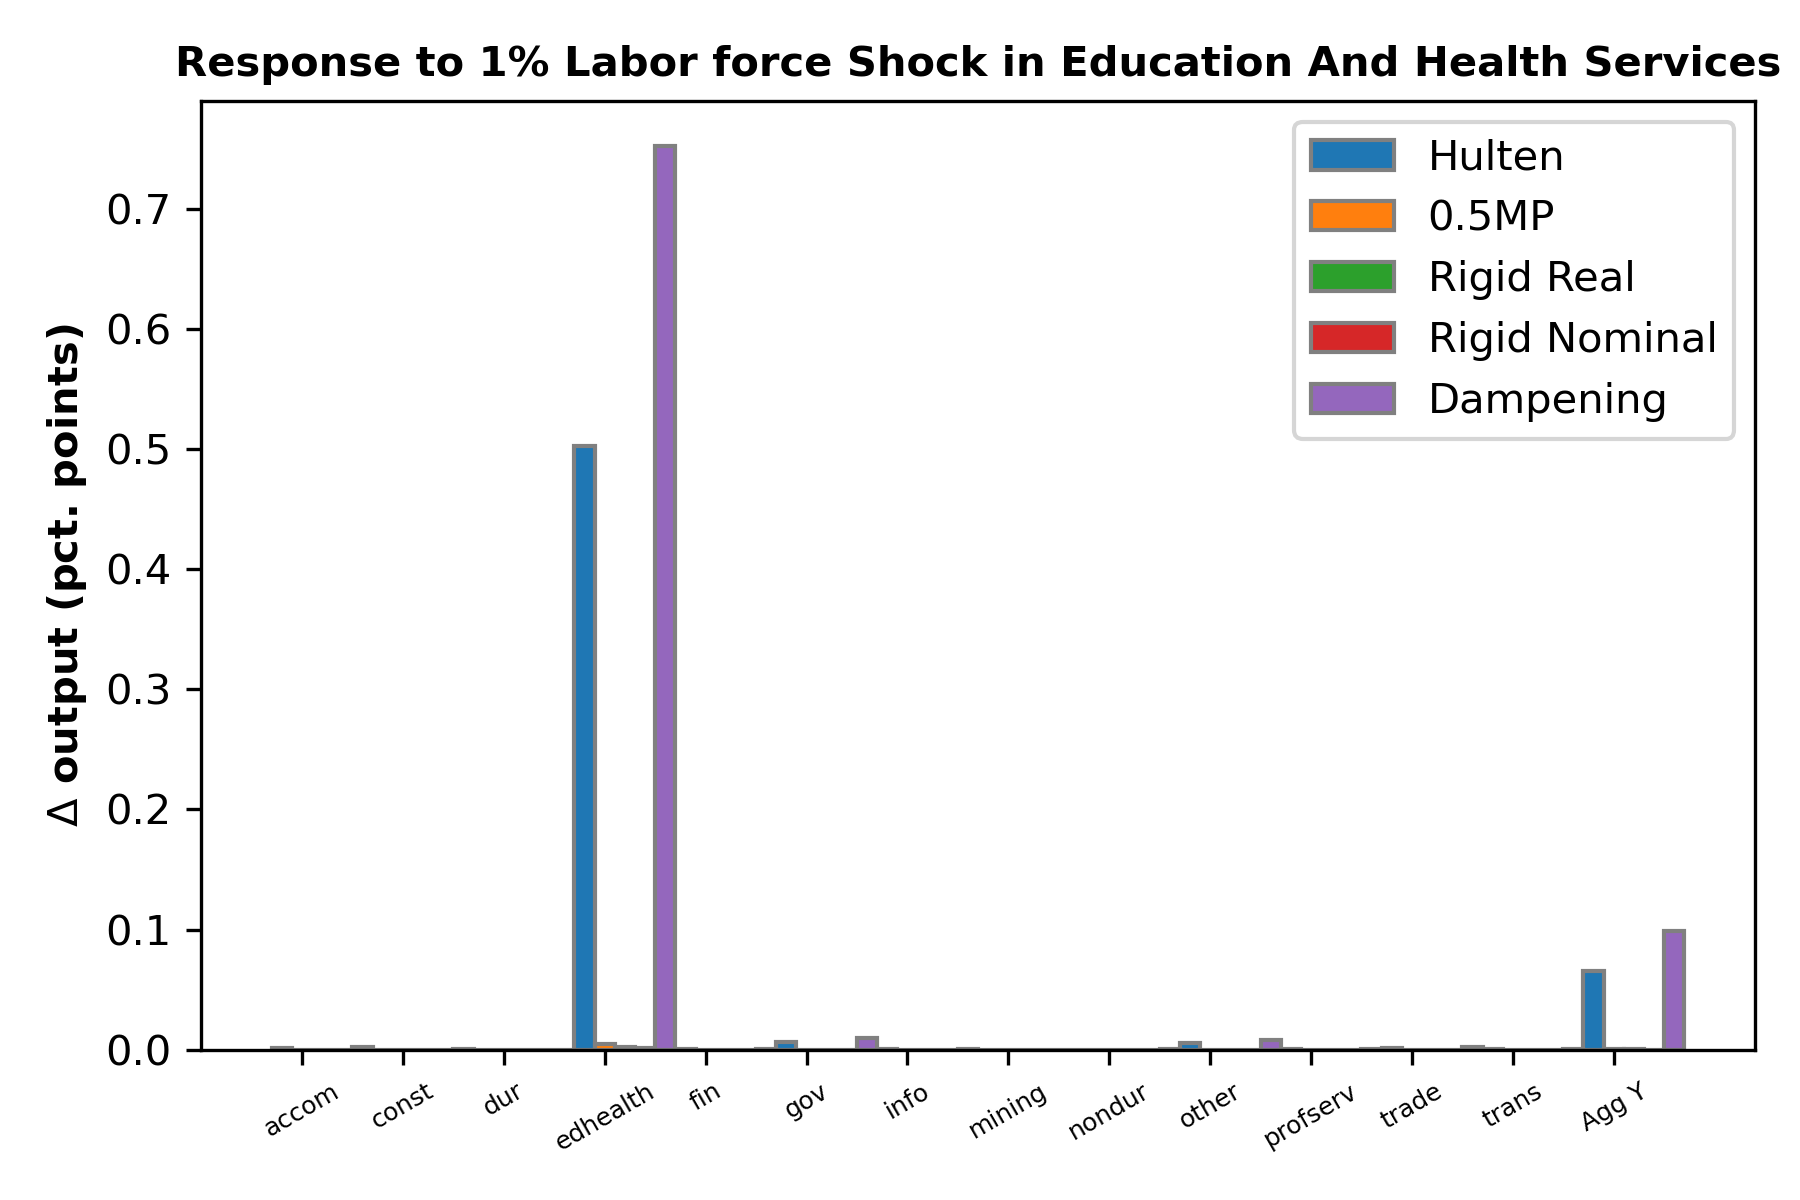 Response to 1% Labor force Shock in Education And Health Services
Δ output (pct. points)
0.7
0.6
0.5
0.4
0.3
0.2
0.1
0.0
Hulten
0.5MP
Rigid Real
Rigid Nominal
Dampening
accom
const
dur
edhealth
fin
gov
info
mining
nondur
other
profserv
trade
trans
Agg Y